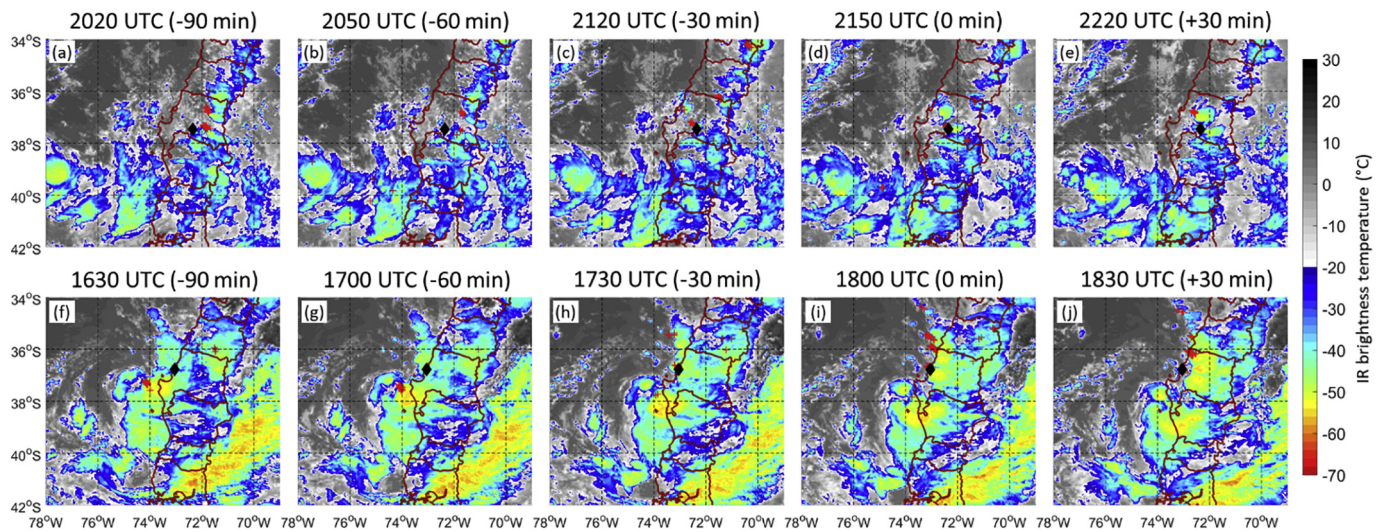 2020 UTC (-90 min) 2050 UTC (-60 min) 2120 UTC (-30 min) 2150 UTC (0 min) 2220 UTC (+30 min)
34°S (a) (b) (c) (d) (e)
36°S
38°S
40°S
42°S
1630 UTC (-90 min) 1700 UTC (-60 min) 1730 UTC (-30 min) 1800 UTC (0 min) 1830 UTC (+30 min)
34°S (f) (g) (h) (i) (j)
36°S
38°S
40°S
42°S
78°W 76°W 74°W 72°W 70°W 78°W 76°W 74°W 72°W 70°W 78°W 76°W 74°W 72°W 70°W 78°W 76°W 74°W 72°W 70°W 78°W 76°W 74°W 72°W 70°W
30
20
10
0
-10
-20
-30
-40
-50
-60
-70
IR brightness temperature (°C)